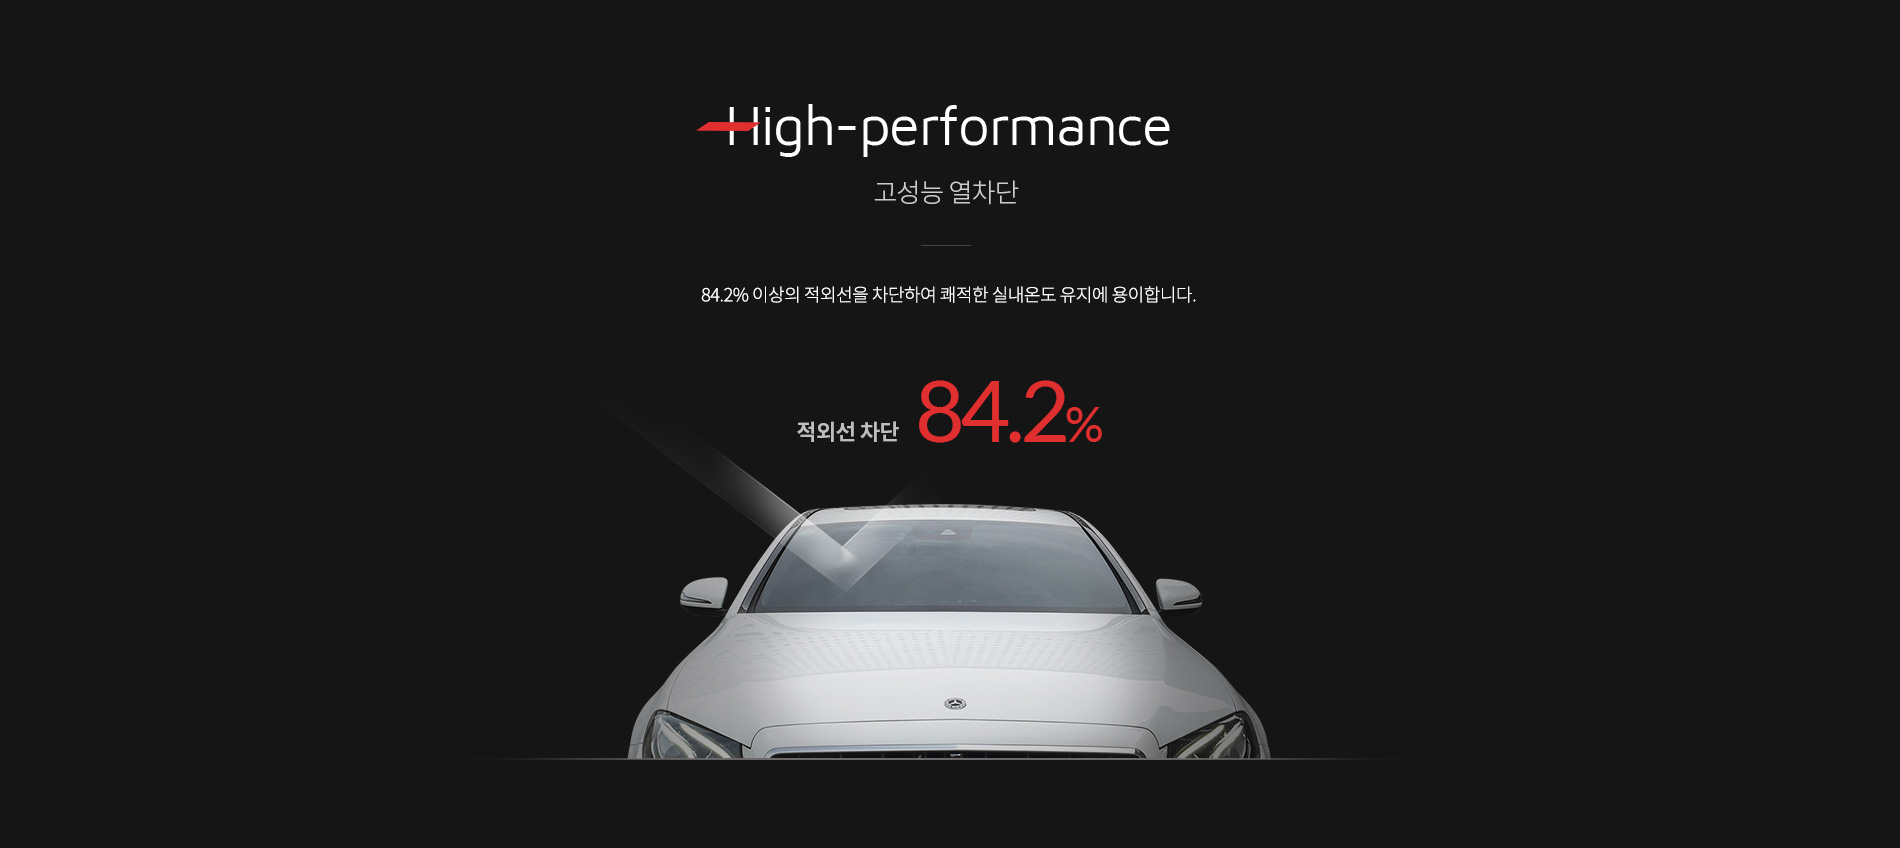 High-performance
고성능 열차단
84.2% 이상의 적외선을 차단하여 쾌적한 실내온도 유지에 용이합니다.
적외선 차단 84.2%